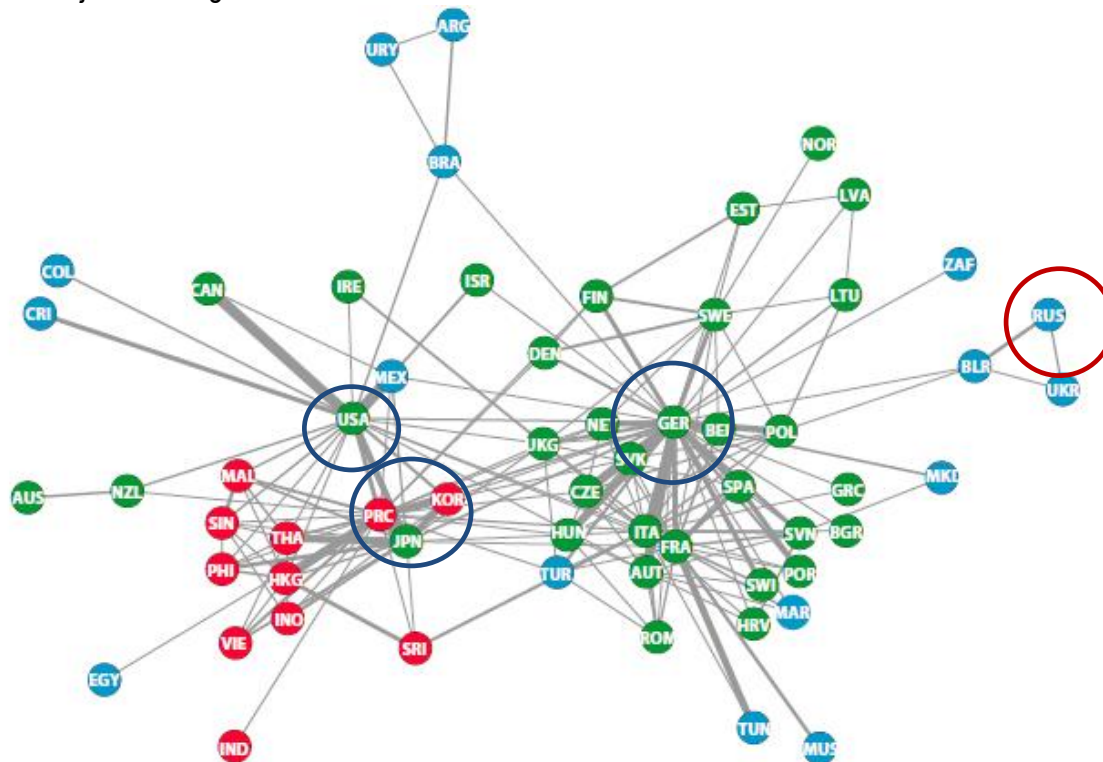 ARG
URY
BRA
NOR
LVA
EST
COL
CAN
IRE
ISR
FIN
ZAF
CRI
SWE
LTU
RUS
DEN
MEX
BLR
UKR
USA
GER
NET
BEL
POL
UKG
SVK
MAL
KOR
AUS
NZL
PRC
CZE
SPA
GRC
MKD
SIN
THA
JPN
HUN
ITA
FRA
SVN
BGR
PHI
HKG
TUR
AUT
SWI
POR
INO
MAR
HRV
VIE
SRI
ROM
EGY
IND
TUN
MUS